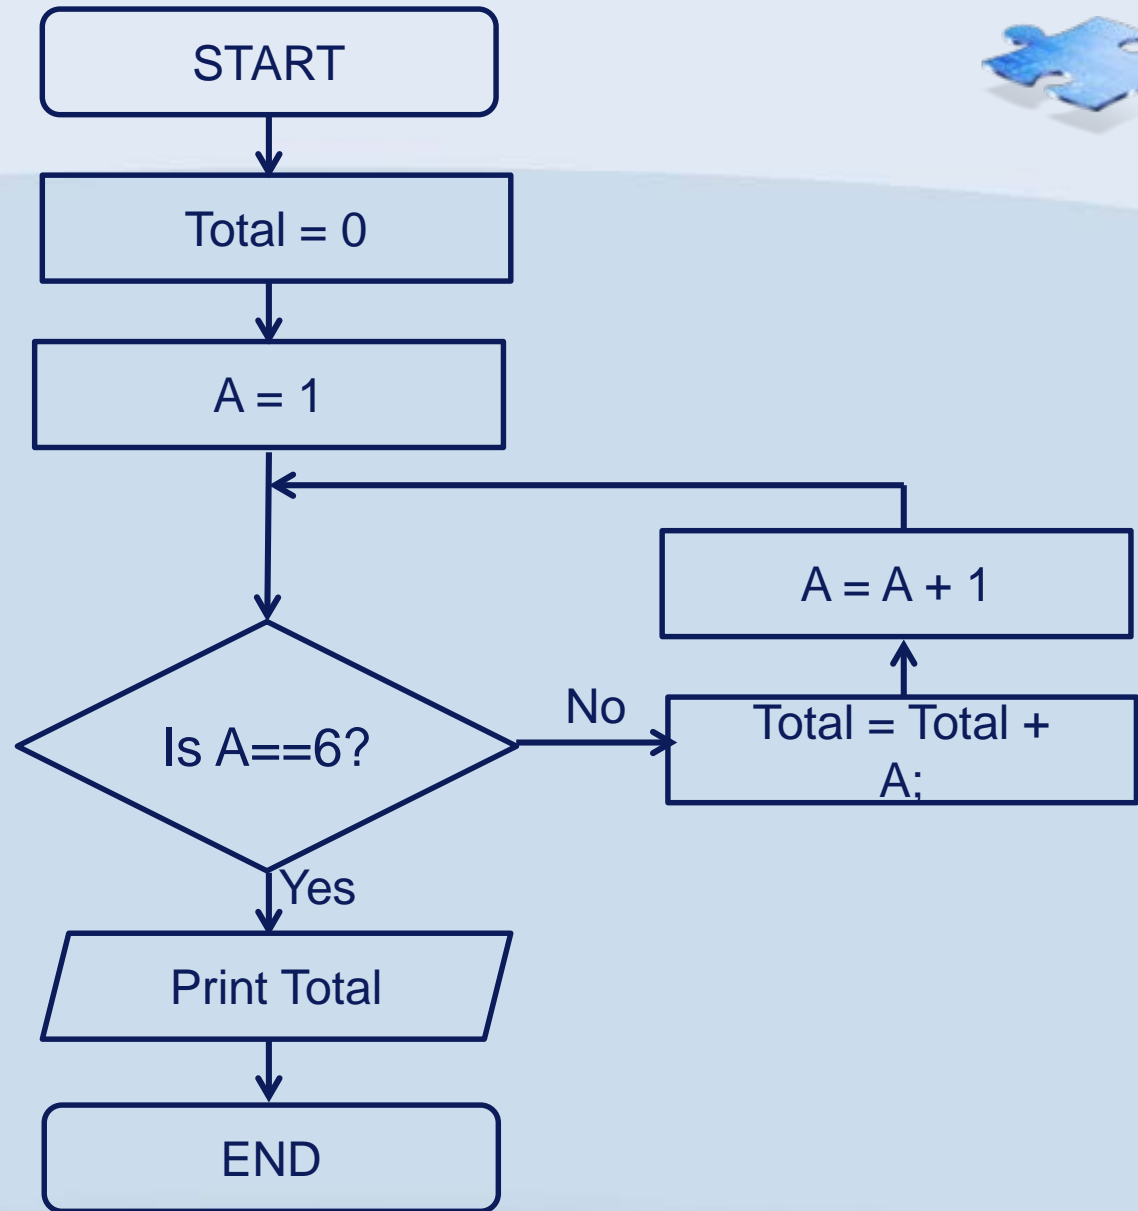 START
Total = 0
A = 1
A = A + 1
Is A==6?
No
Total = Total +
A;
Yes
Print Total
END